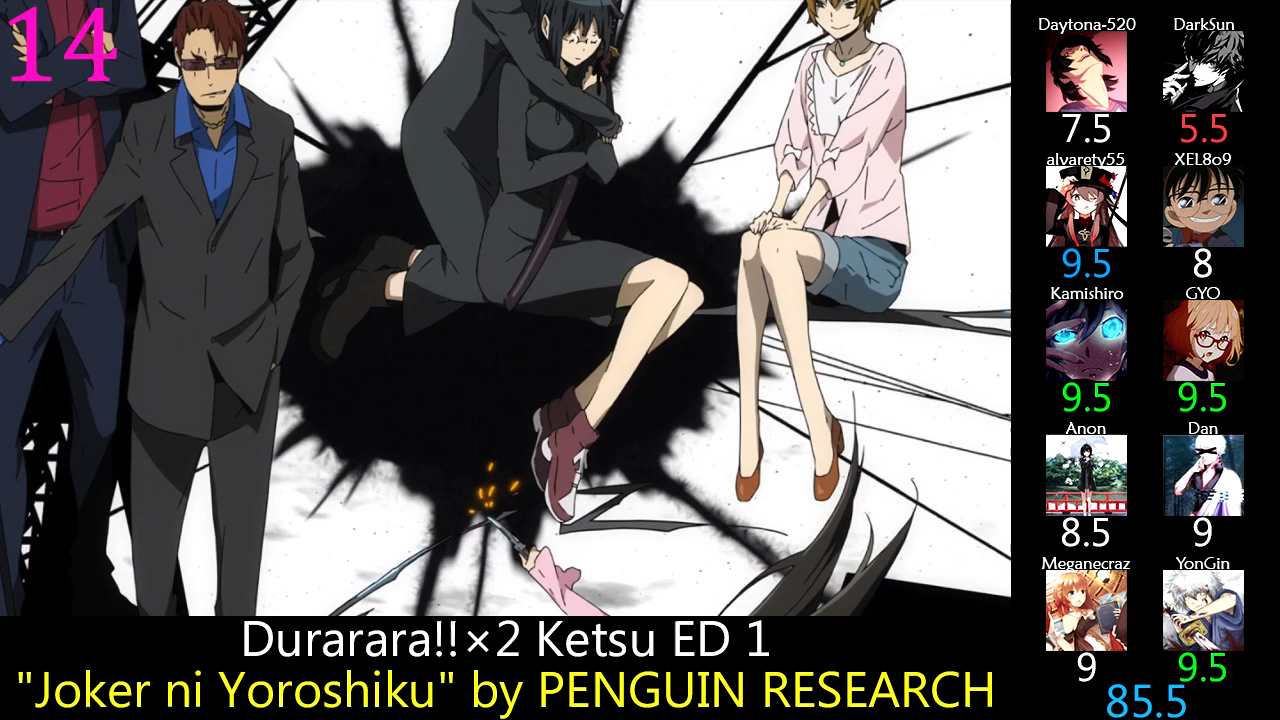 14
Daytona-520 DarkSun
7.5 5.5
alvarety55 XEL8o9
9.5 8
Kamishiro GYO
9.5 9.5
Anon Dan
8.5 9
Meganecraz YonGin
9 9.5
85.5
Durarara!!×2 Ketsu ED 1
"Joker ni Yoroshiku" by PENGUIN RESEARCH